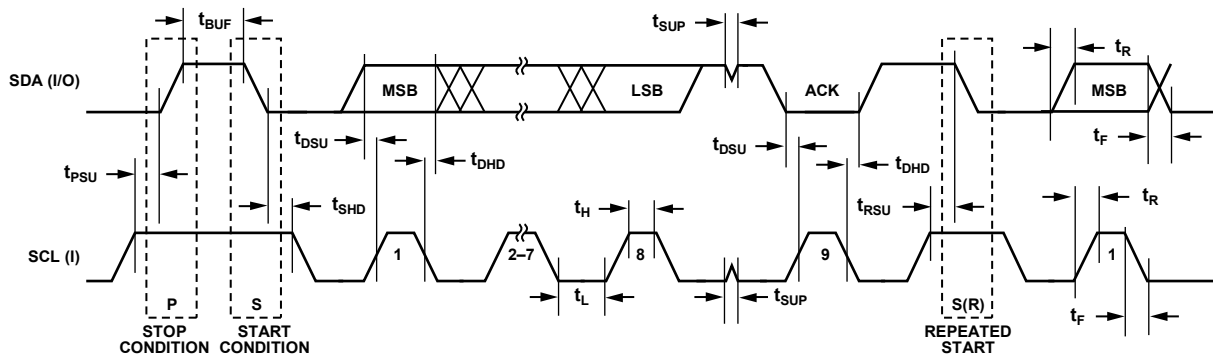 tBUF
tSUP
tR
SDA (I/O)
MSB
LSB
ACK
MSB
tDSU
tDHD
tDSU
tDHD
tF
tPSU
tSHD
tH
tRSU
tR
SCL (I)
1
2–7
8
9
1
tL
tSUP
tF
P
S
S(R)
STOP
CONDITION
START
CONDITION
REPEATED
START